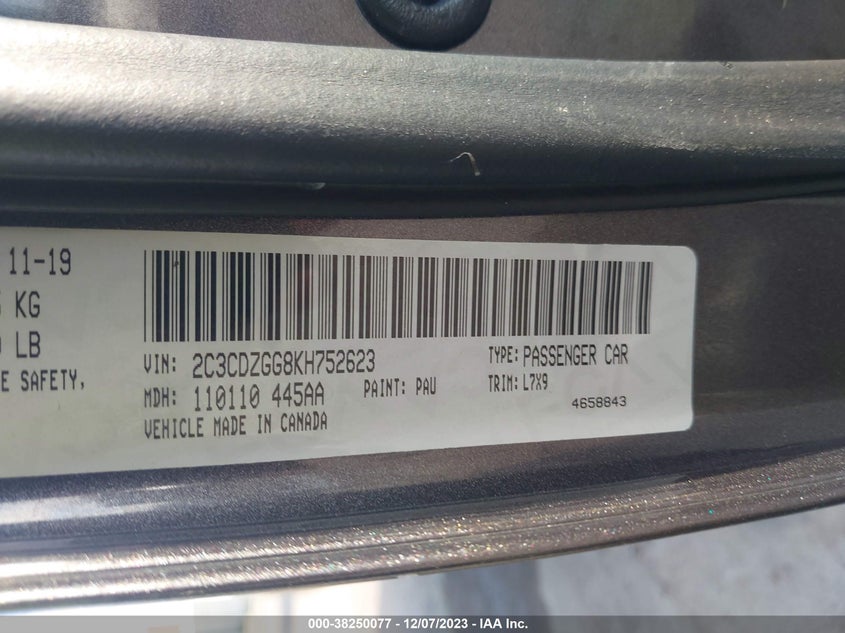 11-19
KG
LB
E SAFETY,
VIN: 2C3CDZGG8KH752623 TYPE: PASSENGER CAR
MDH: 110110 445AA PAINT: PAU TRIM: L7X9
VEHICLE MADE IN CANADA 4658843
000-38250077 - 12/07/2023 - IAA Inc.